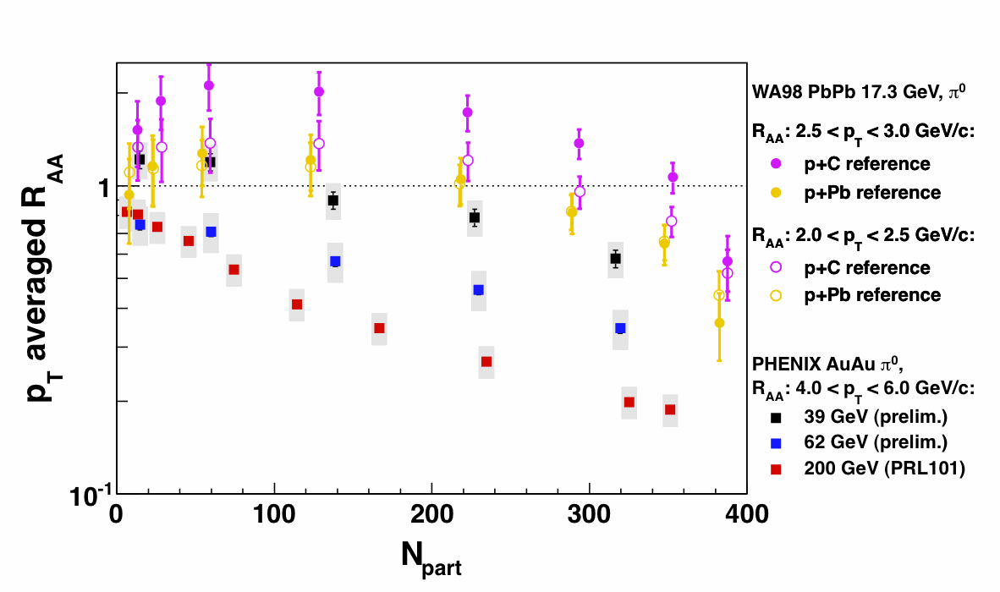 p_T averaged R_AA
1
10^-1
0 100 200 300 400
N_part
WA98 PbPb 17.3 GeV, π^0
R_AA: 2.5 < p_T < 3.0 GeV/c:
p+C reference
p+Pb reference
R_AA: 2.0 < p_T < 2.5 GeV/c:
p+C reference
p+Pb reference
PHENIX AuAu π^0,
R_AA: 4.0 < p_T < 6.0 GeV/c:
39 GeV (prelim.)
62 GeV (prelim.)
200 GeV (PRL101)